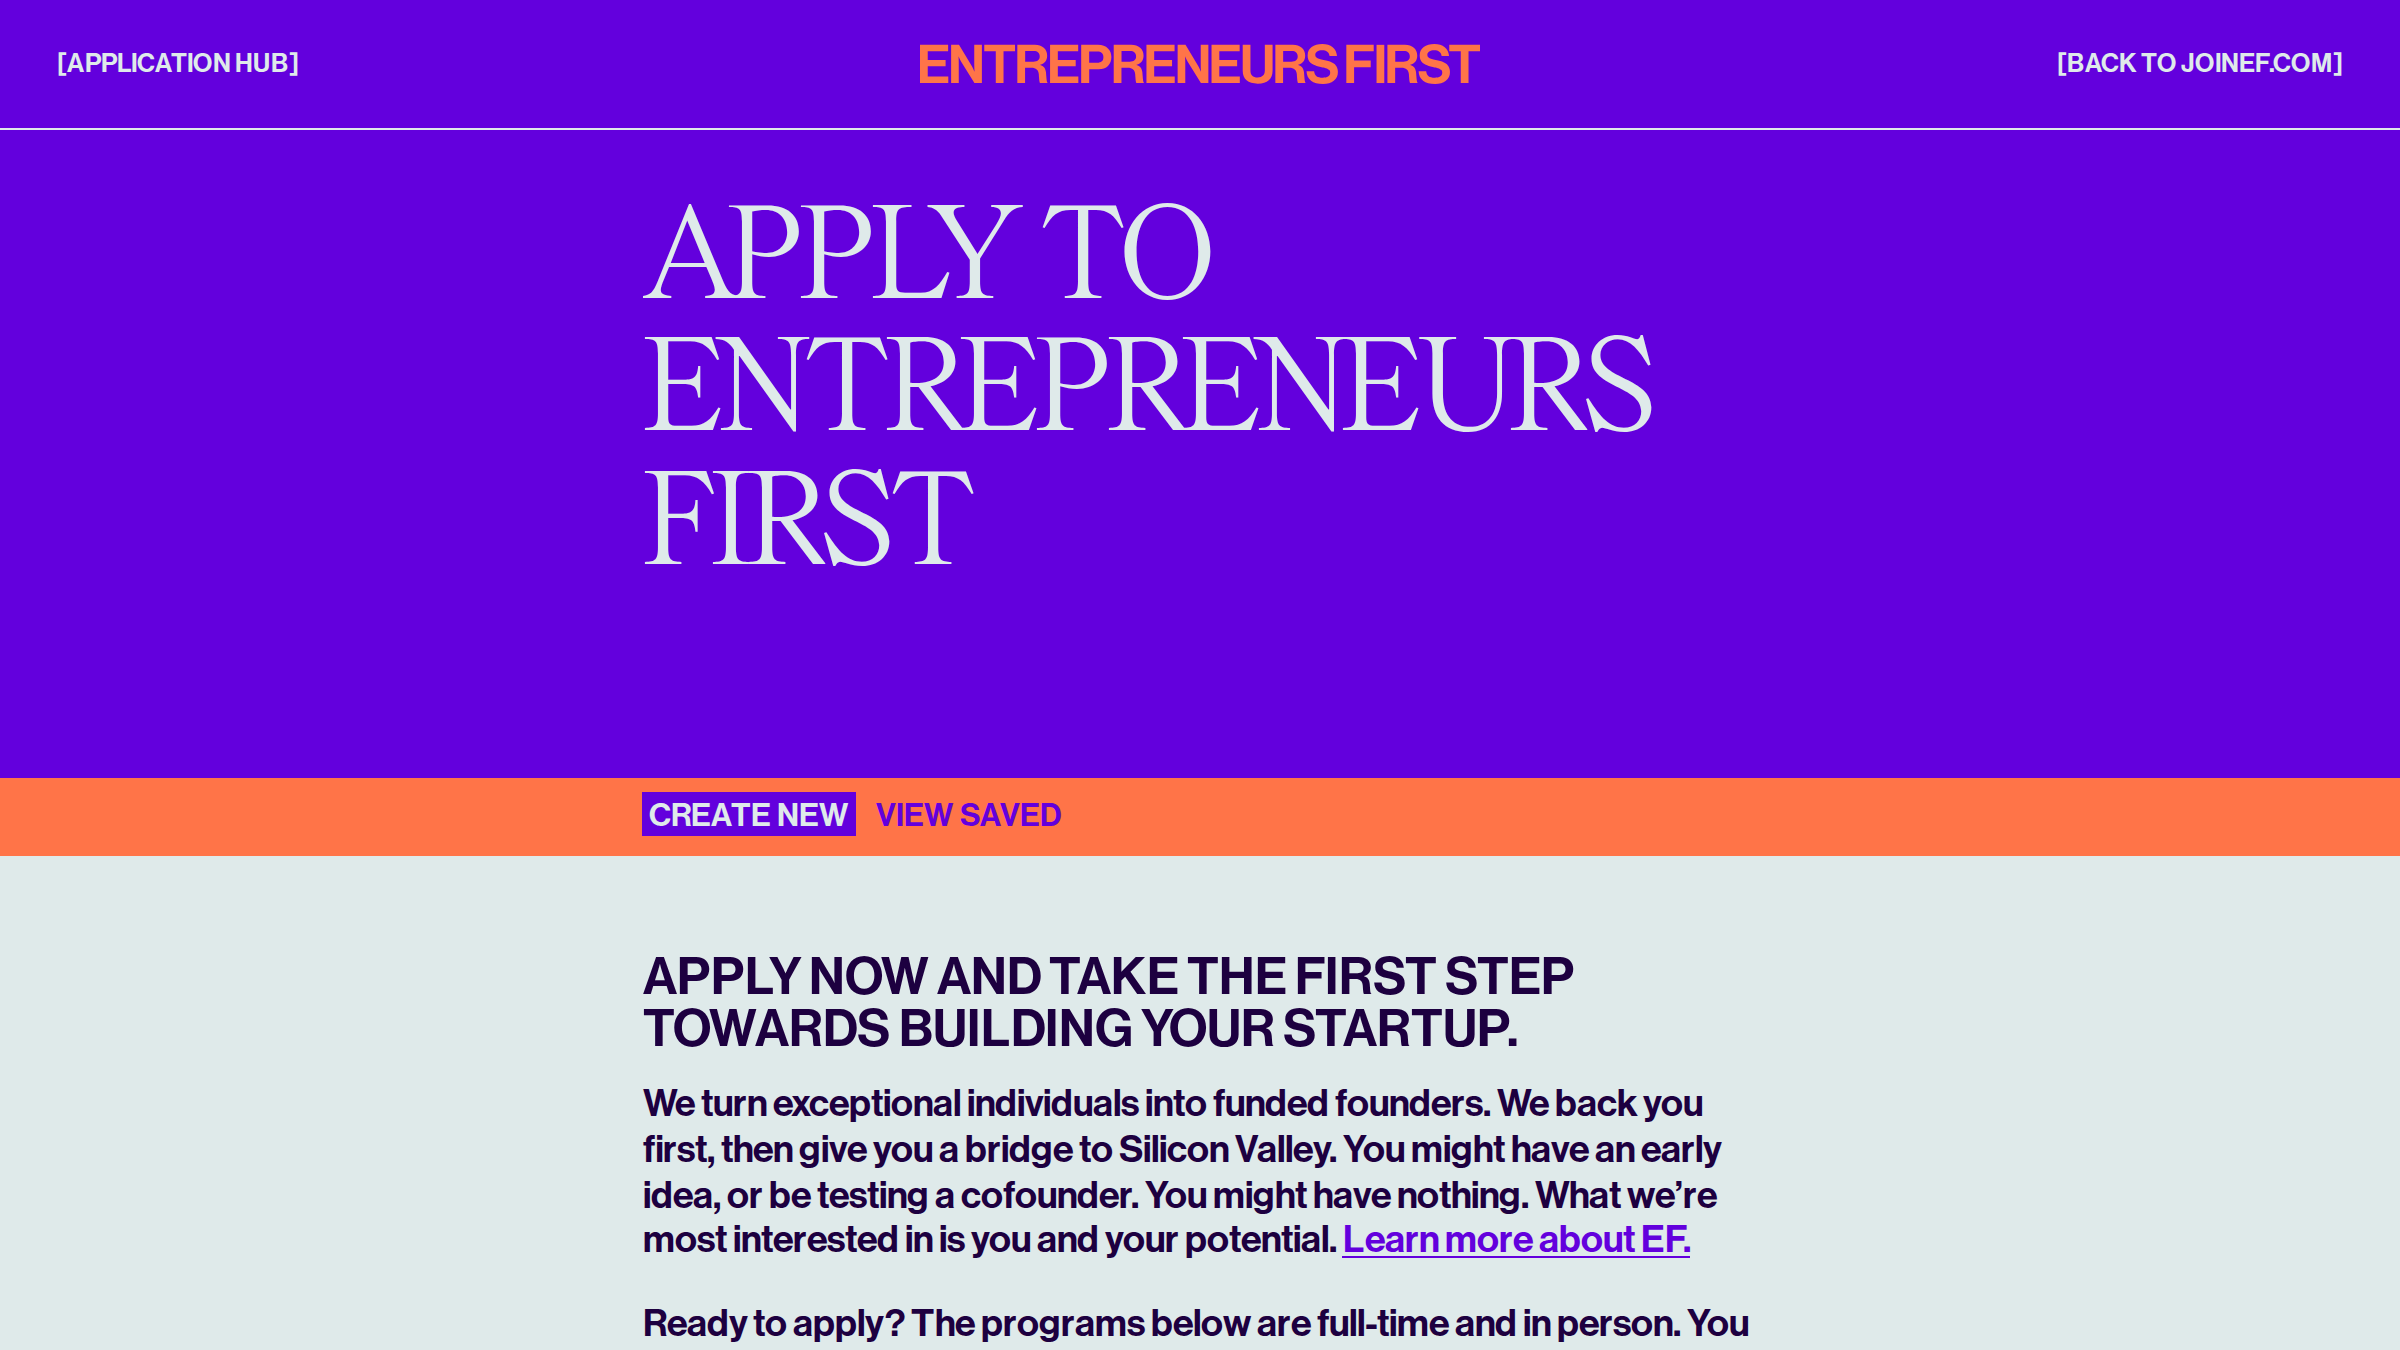 [APPLICATION HUB]
ENTREPRENEURS FIRST
[BACK TO JOINEF.COM]
APPLY TO
ENTREPRENEURS
FIRST
CREATE NEW
VIEW SAVED
APPLY NOW AND TAKE THE FIRST STEP
TOWARDS BUILDING YOUR STARTUP.
We turn exceptional individuals into funded founders. We back you
first, then give you a bridge to Silicon Valley. You might have an early
idea, or be testing a cofounder. You might have nothing. What we’re
most interested in is you and your potential. Learn more about EF.
Ready to apply? The programs below are full-time and in person. You